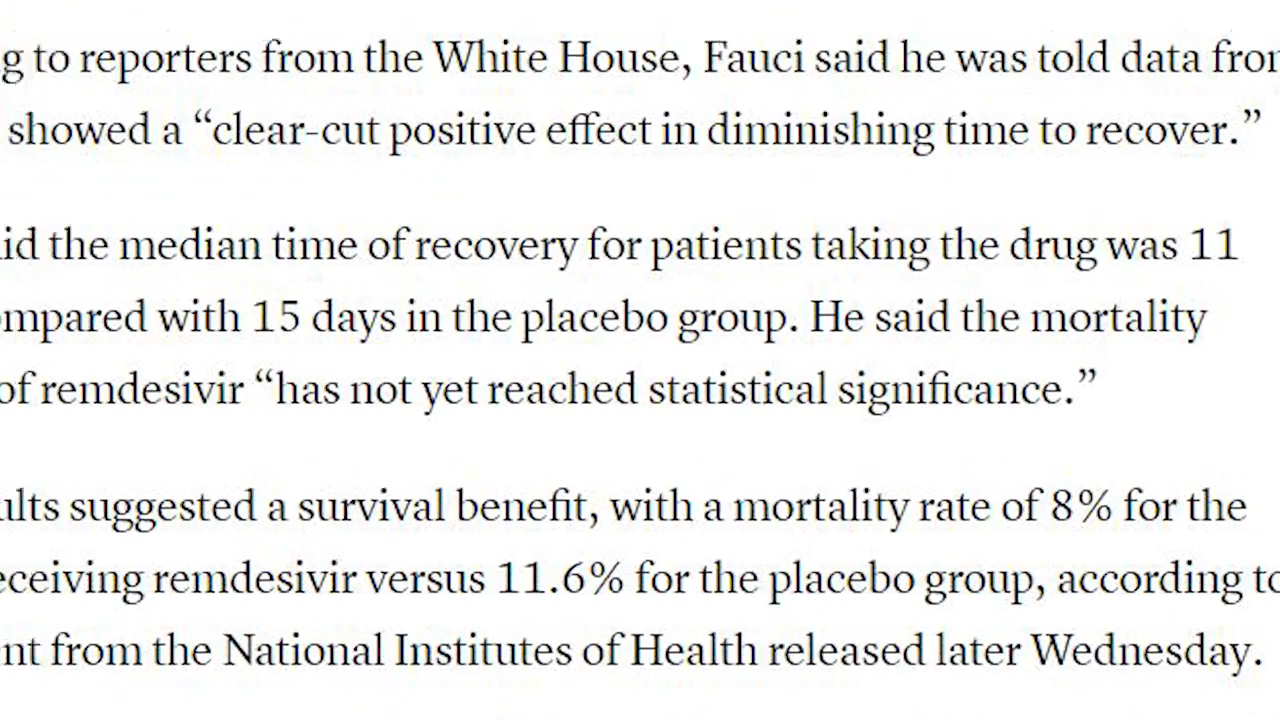 g to reporters from the White House, Fauci said he was told data from
showed a “clear-cut positive effect in diminishing time to recover.”
id the median time of recovery for patients taking the drug was 11
ompared with 15 days in the placebo group. He said the mortality
of remdesivir “has not yet reached statistical significance.”
ults suggested a survival benefit, with a mortality rate of 8% for the
eceiving remdesivir versus 11.6% for the placebo group, according to
nt from the National Institutes of Health released later Wednesday.